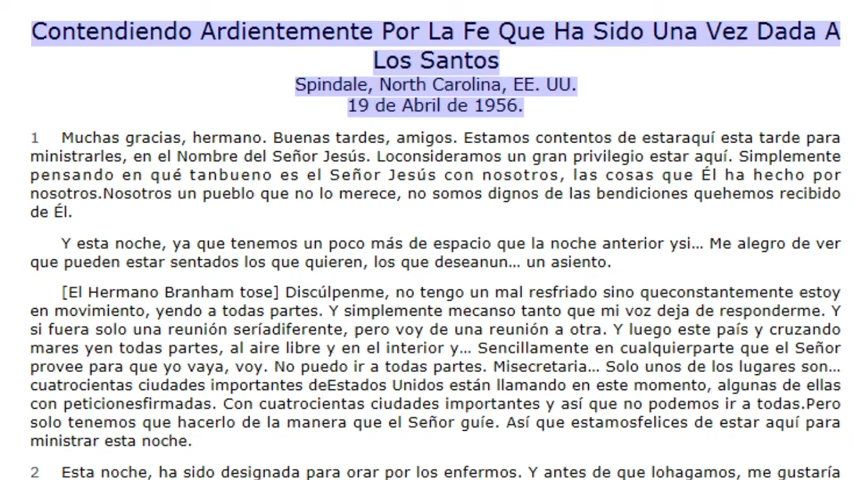 Contendiendo Ardientemente Por La Fe Que Ha Sido Una Vez Dada A
Los Santos
Spindale, North Carolina, EE. UU.
19 de Abril de 1956.
1 Muchas gracias, hermano. Buenas tardes, amigos. Estamos contentos de estaraquí esta tarde para
ministrarles, en el Nombre del Señor Jesús. Loconsideramos un gran privilegio estar aquí. Simplemente
pensando en qué tanbueno es el Señor Jesús con nosotros, las cosas que Él ha hecho por
nosotros.Nosotros un pueblo que no lo merece, no somos dignos de las bendiciones quehemos recibido
de Él.
Y esta noche, ya que tenemos un poco más de espacio que la noche anterior ysi... Me alegro de ver
que pueden estar sentados los que quieren, los que deseanun... un asiento.
[El Hermano Branham tose] Discúlpenme, no tengo un mal resfriado sino queconstantemente estoy
en movimiento, yendo a todas partes. Y simplemente mecanso tanto que mi voz deja de responderme. Y
si fuera solo una reunión seríadiferente, pero voy de una reunión a otra. Y luego este país y cruzando
mares yen todas partes, al aire libre y en el interior y... Sencillamente en cualquierparte que el Señor
provee para que yo vaya, voy. No puedo ir a todas partes. Misecretaria... Solo unos de los lugares son...
cuatrocientas ciudades importantes deEstados Unidos están llamando en este momento, algunas de ellas
con peticionesfirmadas. Con cuatrocientas ciudades importantes y así que no podemos ir a todas.Pero
solo tenemos que hacerlo de la manera que el Señor guíe. Así que estamosfelices de estar aquí para
ministrar esta noche.
2 Esta noche, ha sido designada para orar por los enfermos. Y antes de que lohagamos, me gustaría